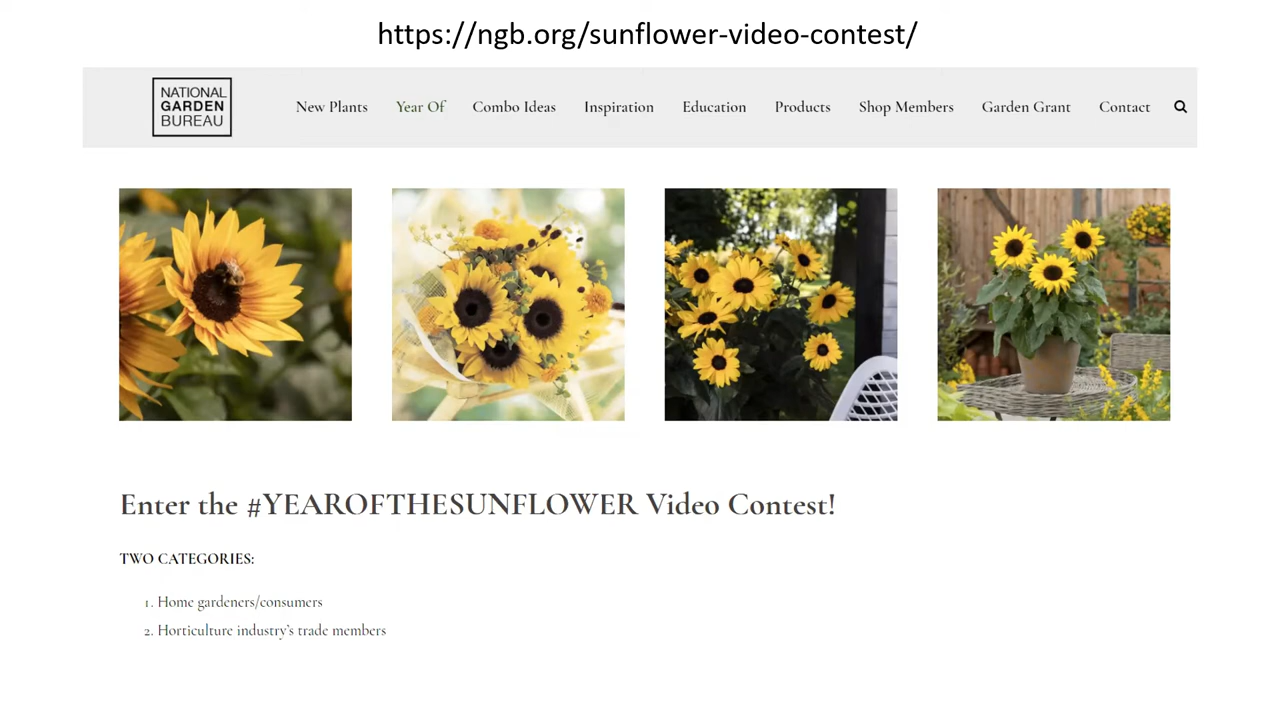 https://ngb.org/sunflower-video-contest/
NATIONAL
GARDEN
BUREAU
New Plants Year Of Combo Ideas Inspiration Education Products Shop Members Garden Grant Contact
Enter the #YEAROFTHESUNFLOWER Video Contest!
TWO CATEGORIES:
1. Home gardeners/consumers
2. Horticulture industry's trade members